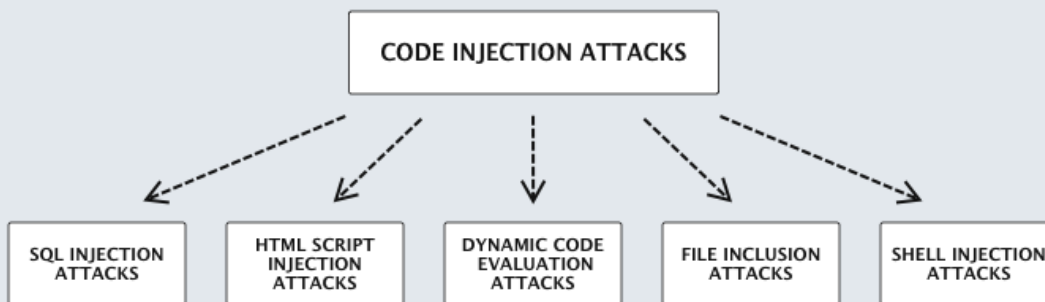 CODE INJECTION ATTACKS
SQL INJECTION
ATTACKS
HTML SCRIPT
INJECTION
ATTACKS
DYNAMIC CODE
EVALUATION
ATTACKS
FILE INCLUSION
ATTACKS
SHELL INJECTION
ATTACKS